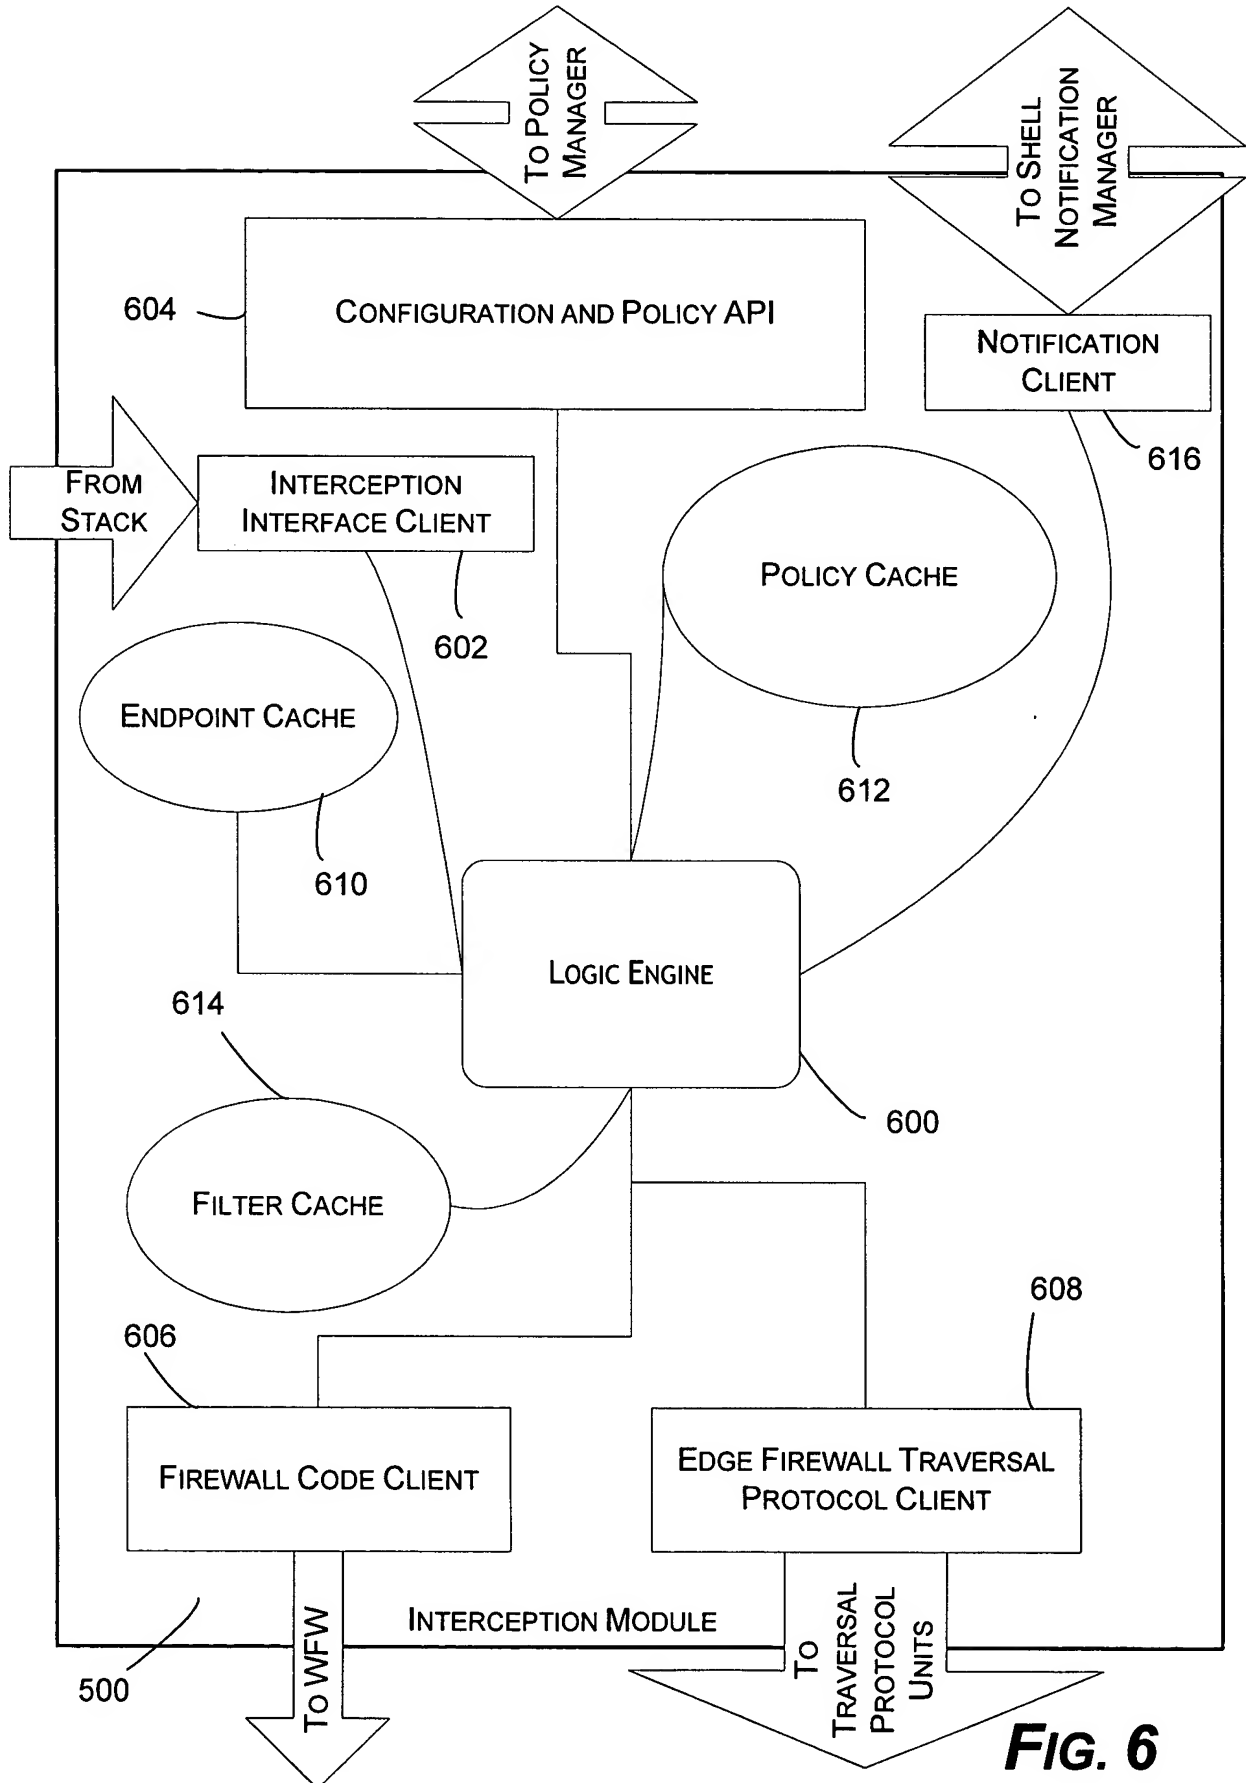 TO POLICY
MANAGER
TO SHELL
NOTIFICATION
MANAGER
604
CONFIGURATION AND POLICY API
NOTIFICATION
CLIENT
616
FROM
STACK
INTERCEPTION
INTERFACE CLIENT
602
POLICY CACHE
612
ENDPOINT CACHE
610
LOGIC ENGINE
600
614
FILTER CACHE
606
608
FIREWALL CODE CLIENT
EDGE FIREWALL TRAVERSAL
PROTOCOL CLIENT
500
TO WFW
INTERCEPTION MODULE
TO
TRAVERSAL
PROTOCOL
UNITS
FIG. 6